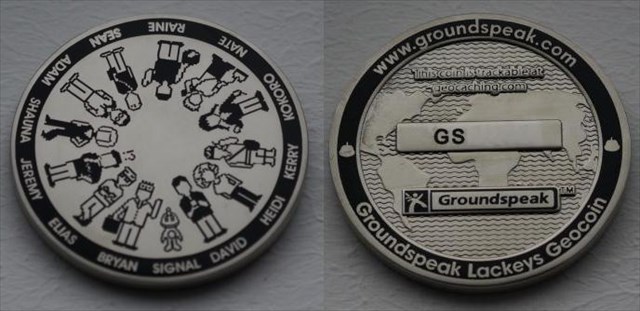 ADAM SEAN RAINE NATE KOKORO KERRY HEIDI DAVID SIGNAL BRYAN ELIAS JEREMY SHAUNA
www.groundspeak.com
This coin is trackable at
geocaching.com
GS
Groundspeak TM
Groundspeak Lackeys Geocoin